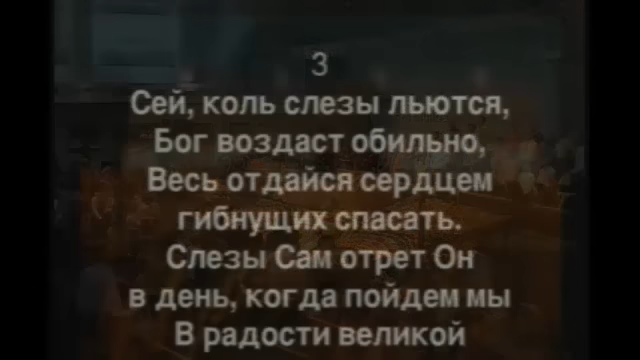 3
Сей, коль слезы льются,
Бог воздаст обильно,
Весь отдайся сердцем
гибнущих спасать.
Слезы Сам отрет Он
в день, когда пойдем мы
В радости великой